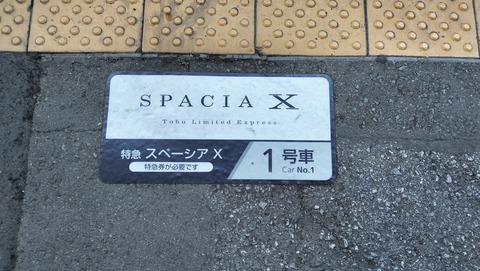 SPACIA X
Tobu Limited Express
特急 スペーシア X
特急券が必要です
1号車
Car No.1